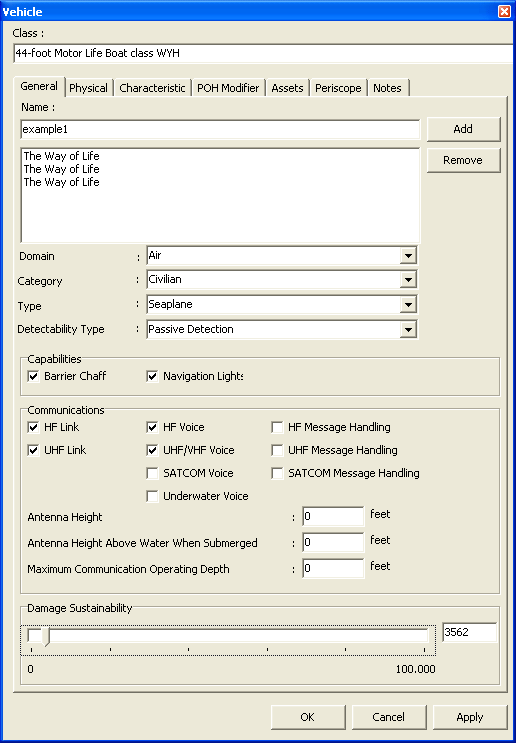 Vehicle
Class :
44-foot Motor Life Boat class WYH
General Physical Characteristic POH Modifier Assets Periscope Notes
Name :
example1 Add
Remove
The Way of Life
The Way of Life
The Way of Life
Domain : Air
Category : Civilian
Type : Seaplane
Detectability Type : Passive Detection
Capabilities
Barrier Chaff Navigation Lights
Communications
HF Link HF Voice HF Message Handling
UHF Link UHF/VHF Voice UHF Message Handling
SATCOM Voice SATCOM Message Handling
Underwater Voice
Antenna Height : 0 feet
Antenna Height Above Water When Submerged : 0 feet
Maximum Communication Operating Depth : 0 feet
Damage Sustainability
3562
0 100.000
OK Cancel Apply